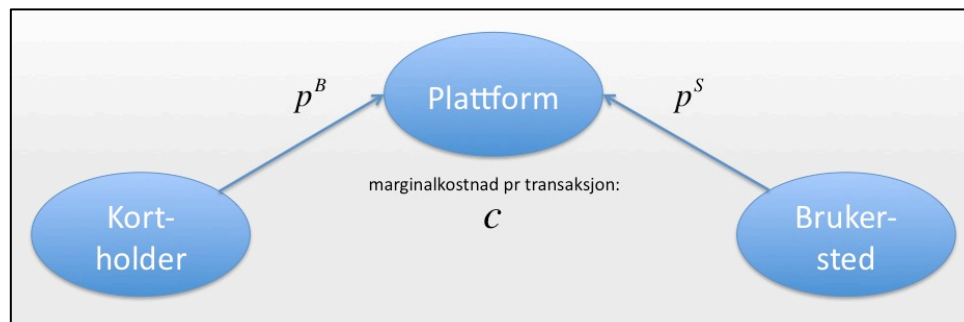 Plattform
p^B
p^S
marginalkostnad pr transaksjon:
c
Kort-
holder
Bruker-
sted